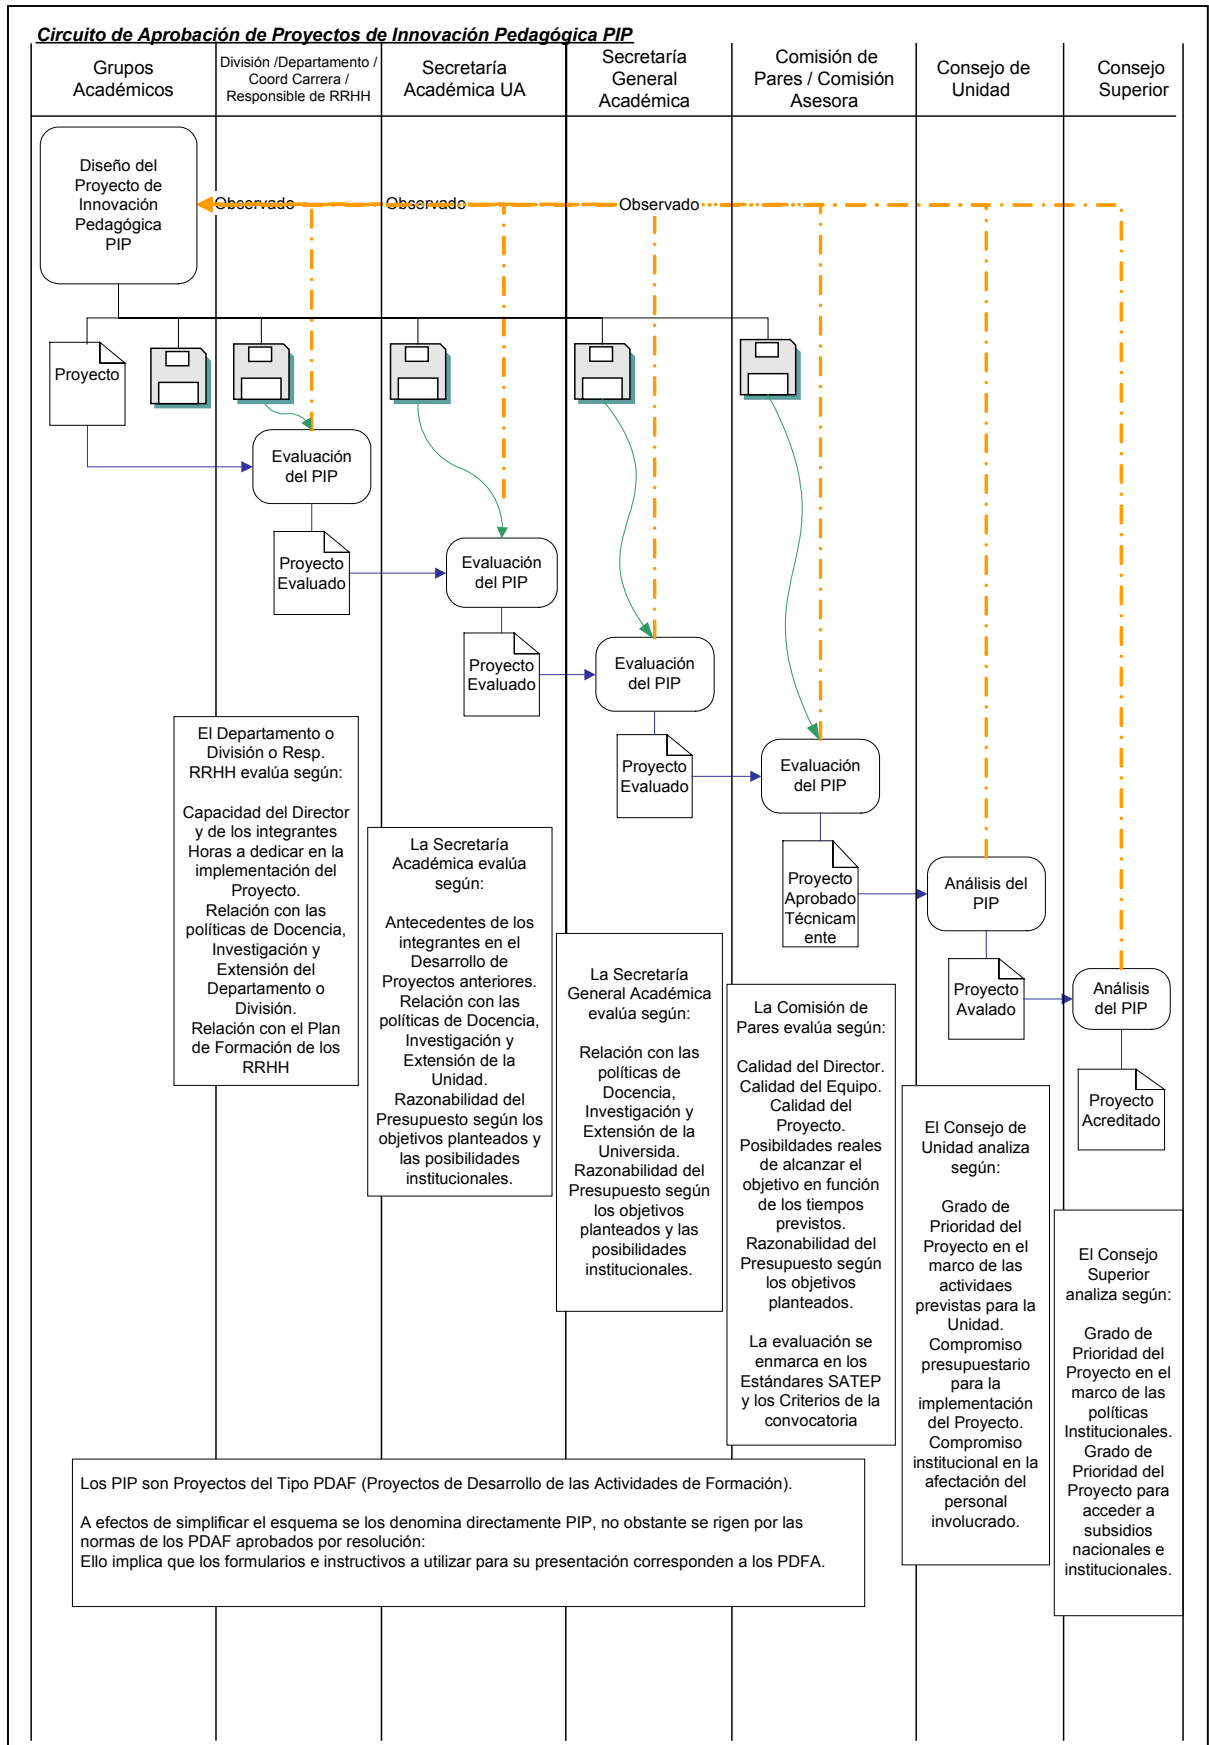 Circuito de Aprobación de Proyectos de Innovación Pedagógica PIP
Grupos
Académicos
División /Departamento /
Coord Carrera /
Responsible de RRHH
Secretaría
Académica UA
Secretaría
General
Académica
Comisión de
Pares / Comisión
Asesora
Consejo de
Unidad
Consejo
Superior
Diseño del
Proyecto de
Innovación
Pedagógica
PIP
Observado
Observado
Observado
Proyecto
Evaluación
del PIP
Proyecto
Evaluado
Evaluación
del PIP
Proyecto
Evaluado
Evaluación
del PIP
Proyecto
Evaluado
Evaluación
del PIP
Proyecto
Aprobado
Técnicam
ente
Análisis del
PIP
Proyecto
Avalado
Análisis
del PIP
Proyecto
Acreditado
El Departamento o
División o Resp.
RRHH evalúa según:
Capacidad del Director
y de los integrantes
Horas a dedicar en la
implementación del
Proyecto.
Relación con las
políticas de Docencia,
Investigación y
Extensión del
Departamento o
División.
Relación con el Plan
de Formación de los
RRHH
La Secretaría
Académica evalúa
según:
Antecedentes de los
integrantes en el
Desarrollo de
Proyectos anteriores.
Relación con las
políticas de Docencia,
Investigación y
Extensión de la
Unidad.
Razonabilidad del
Presupuesto según los
objetivos planteados y
las posibilidades
institucionales.
La Secretaría
General Académica
evalúa según:
Relación con las
políticas de
Docencia,
Investigación y
Extensión de la
Universida.
Razonabilidad del
Presupuesto según
los objetivos
planteados y las
posibilidades
institucionales.
La Comisión de
Pares evalúa según:
Calidad del Director.
Calidad del Equipo.
Calidad del
Proyecto.
Posibildades reales
de alcanzar el
objetivo en función
de los tiempos
previstos.
Razonabilidad del
Presupuesto según
los objetivos
planteados.
La evaluación se
enmarca en los
Estándares SATEP
y los Criterios de la
convocatoria
El Consejo de
Unidad analiza
según:
Grado de
Prioridad del
Proyecto en el
marco de las
actividaes
previstas para la
Unidad.
Compromiso
presupuestario
para la
implementación
del Proyecto.
Compromiso
institucional en la
afectación del
personal
involucrado.
El Consejo
Superior
analiza según:
Grado de
Prioridad del
Proyecto en el
marco de las
políticas
Institucionales.
Grado de
Prioridad del
Proyecto para
acceder a
subsidios
nacionales e
institucionales.
Los PIP son Proyectos del Tipo PDAF (Proyectos de Desarrollo de las Actividades de Formación).
A efectos de simplificar el esquema se los denomina directamente PIP, no obstante se rigen por las
normas de los PDAF aprobados por resolución:
Ello implica que los formularios e instructivos a utilizar para su presentación corresponden a los PDFA.